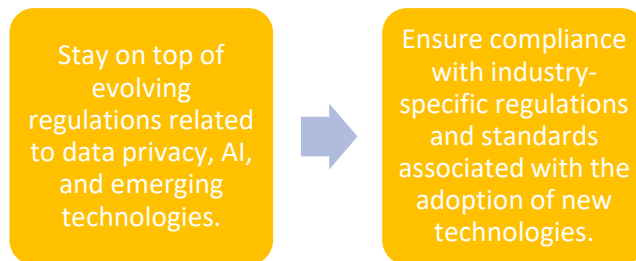 Stay on top of
evolving
regulations related
to data privacy, AI,
and emerging
technologies.
Ensure compliance
with industry-
specific regulations
and standards
associated with the
adoption of new
technologies.